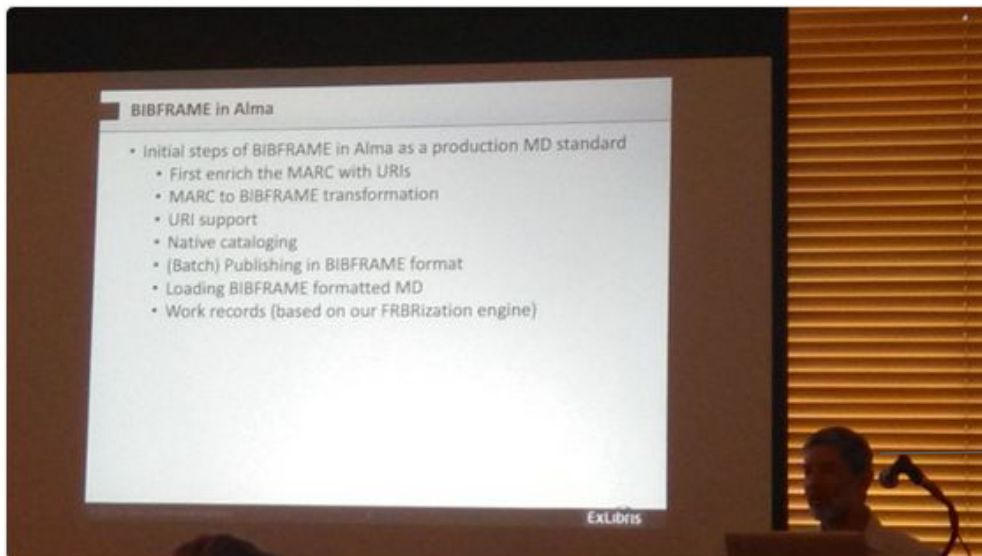 BIBFRAME in Alma
• Initial steps of BIBFRAME in Alma as a production MD standard
• First enrich the MARC with URIs
• MARC to BIBFRAME transformation
• URI support
• Native cataloging
• (Batch) Publishing in BIBFRAME format
• Loading BIBFRAME formatted MD
• Work records (based on our FRBRization engine)
ExLibris